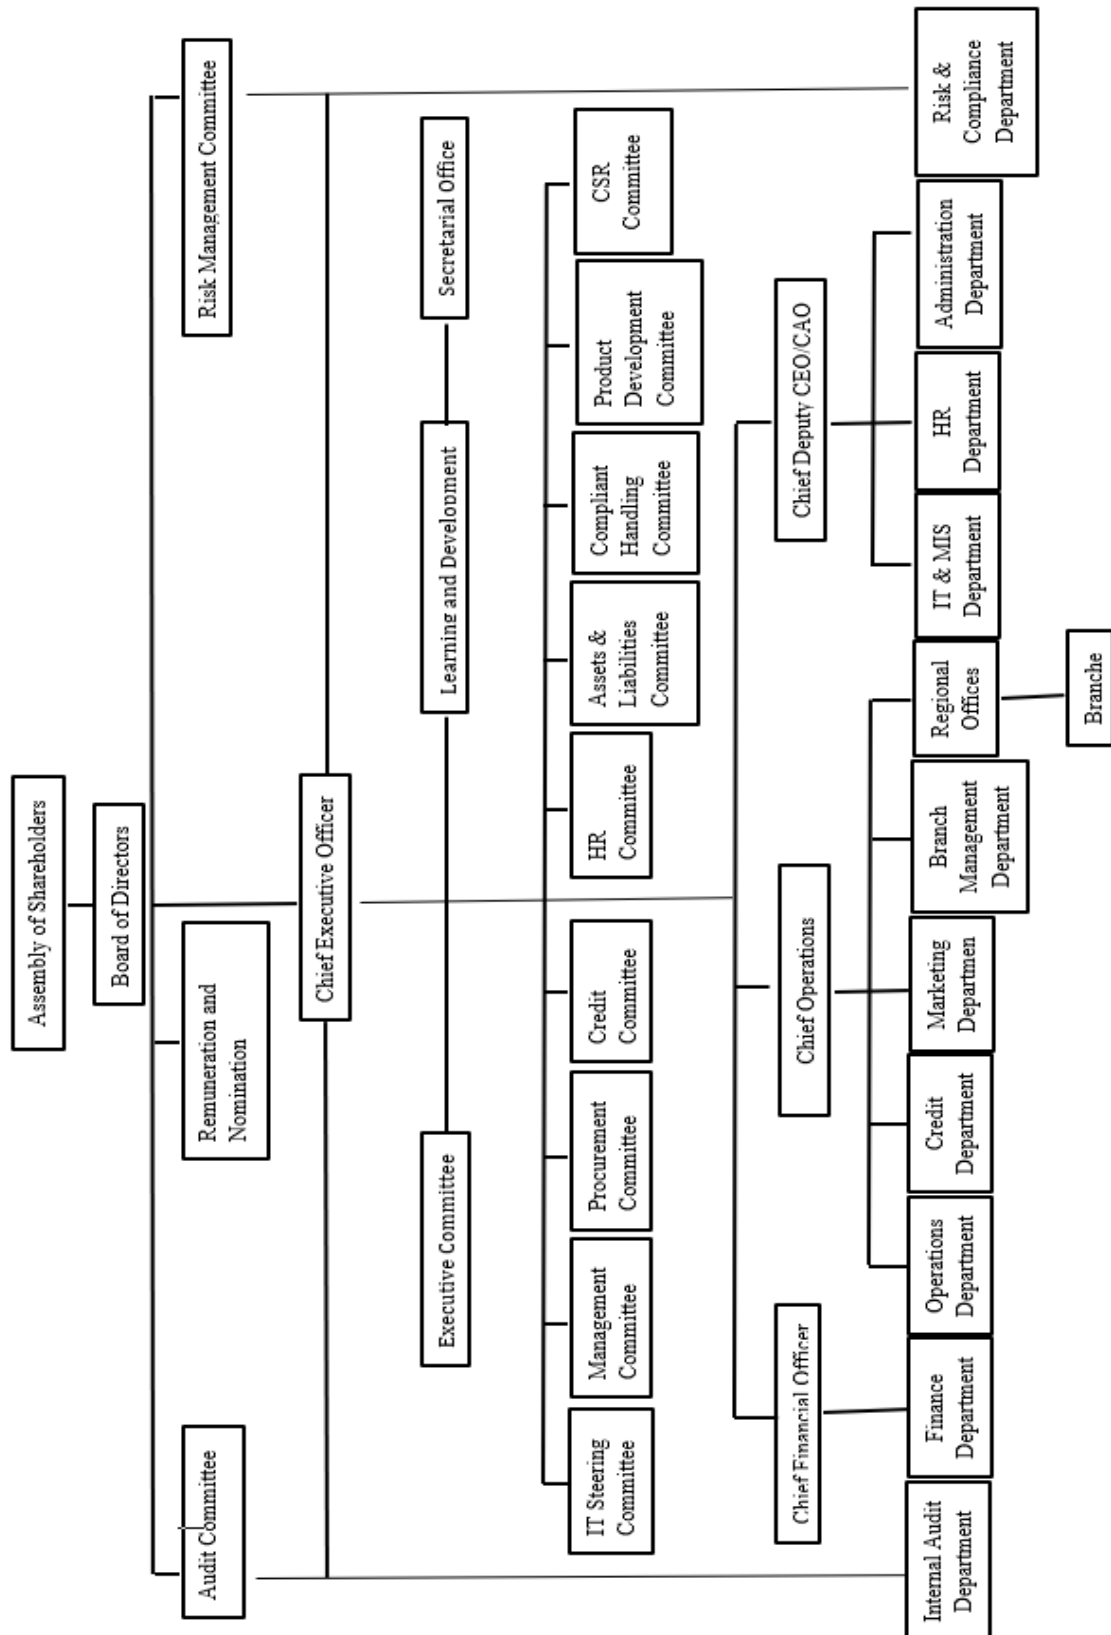 Assembly of Shareholders
Board of Directors
Audit Committee
Remuneration and
Nomination
Risk Management Committee
Chief Executive Officer
Executive Committee
Learning and Development
Secretarial Office
IT Steering
Committee
Management
Committee
Procurement
Committee
Credit
Committee
HR
Committee
Assets &
Liabilities
Committee
Compliant
Handling
Committee
Product
Development
Committee
CSR
Committee
Chief Financial Officer
Chief Operations
Chief Deputy CEO/CAO
Internal Audit
Department
Finance
Department
Operations
Department
Credit
Department
Marketing
Departmen
Branch
Management
Department
Regional
Offices
IT & MIS
Department
HR
Department
Administration
Department
Risk &
Compliance
Department
Branche